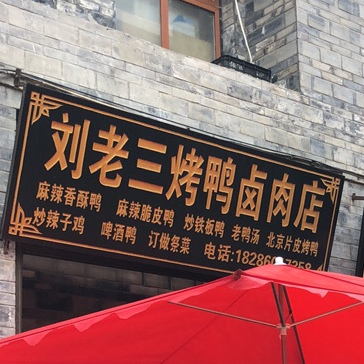 刘老三烤鸭卤肉店
麻辣香酥鸭 麻辣脆皮鸭 炒铁板鸭 老鸭汤 北京片皮烤鸭
炒辣子鸡 啤酒鸭 订做祭菜 电话: